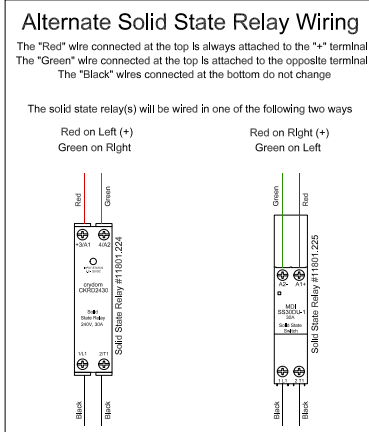 Alternate Solid State Relay Wiring
The "Red" wire connected at the top is always attached to the "+" terminal
The "Green" wire connected at the top is attached to the opposite terminal
The "Black" wires connected at the bottom do not change
The solid state relay(s) will be wired in one of the following two ways
Red on Left (+)
Green on Right
Red
Green
+3/A1 4/A2
crydom
CKRD2430
Solid
State Relay
240V, 30A
1/L1 2/T1
Solid State Relay #11801.224
Black
Black
Red on Right (+)
Green on Left
Green
Red
A2- A1+
MDI
SS30DU-1
30A
Solid State
Switch
1 L1 2 T1
Solid State Relay #11801.225
Black
Black